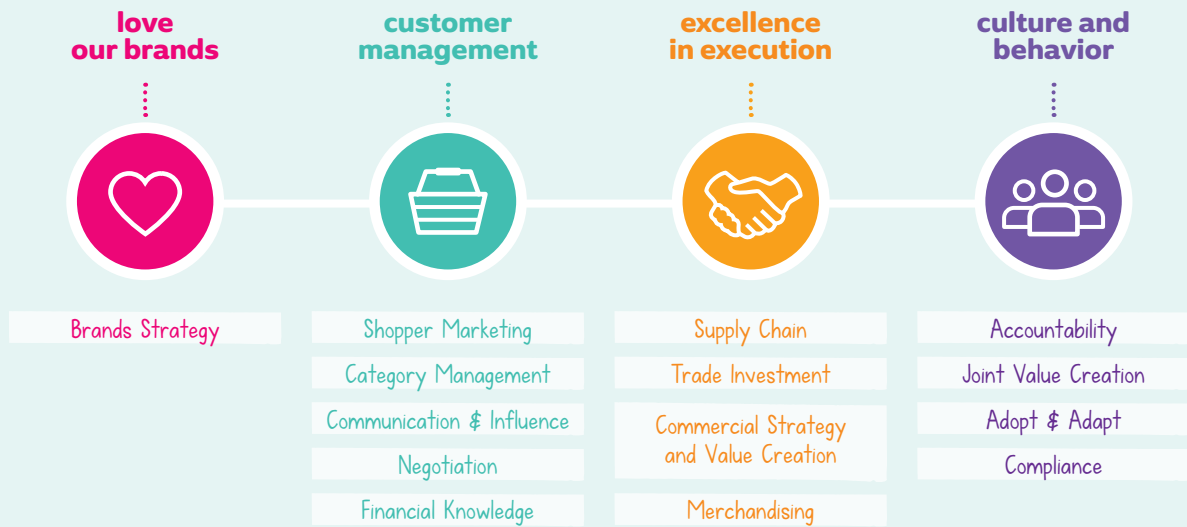 love
our brands
Brands Strategy
customer
management
Shopper Marketing
Category Management
Communication & Influence
Negotiation
Financial Knowledge
excellence
in execution
Supply Chain
Trade Investment
Commercial Strategy
and Value Creation
Merchandising
culture and
behavior
Accountability
Joint Value Creation
Adopt & Adapt
Compliance